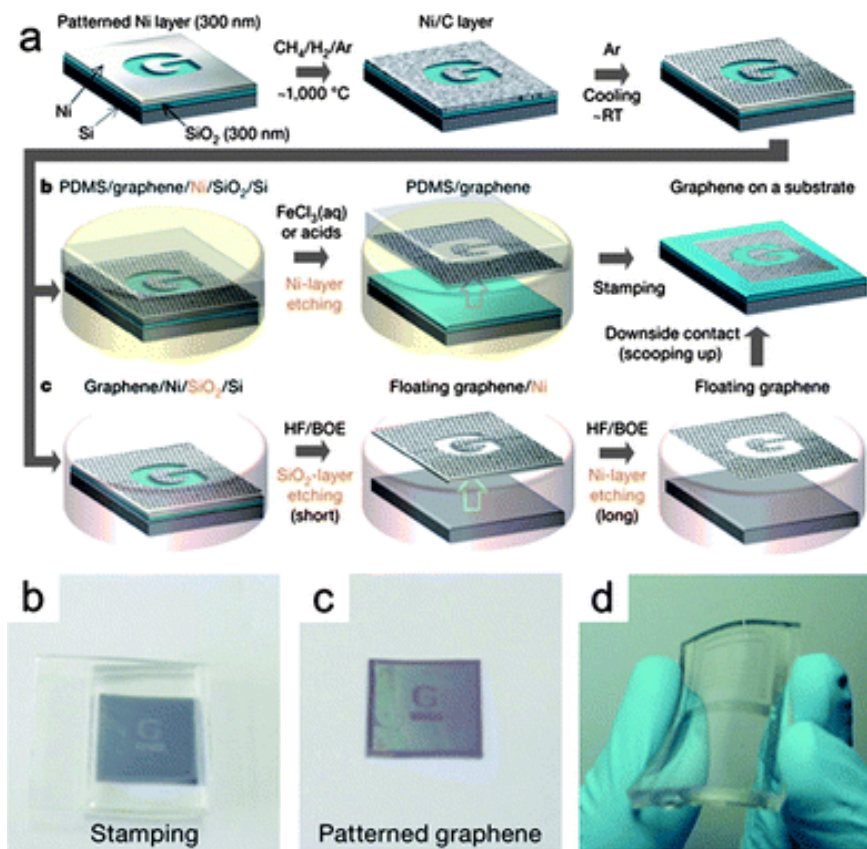 a
Patterned Ni layer (300 nm)
CH₄/H₂/Ar
~1,000 °C
Ni/C layer
Ar
Cooling
~RT
Ni
Si
SiO₂ (300 nm)
G
G
G
b PDMS/graphene/Ni/SiO₂/Si
FeCl₃(aq)
or acids
Ni-layer
etching
PDMS/graphene
Stamping
Graphene on a substrate
G
G
G
Downside contact
(scooping up)
c Graphene/Ni/SiO₂/Si
HF/BOE
SiO₂-layer
etching
(short)
Floating graphene/Ni
HF/BOE
Ni-layer
etching
(long)
Floating graphene
G
G
G
b
G
Stamping
c
G
Patterned graphene
d